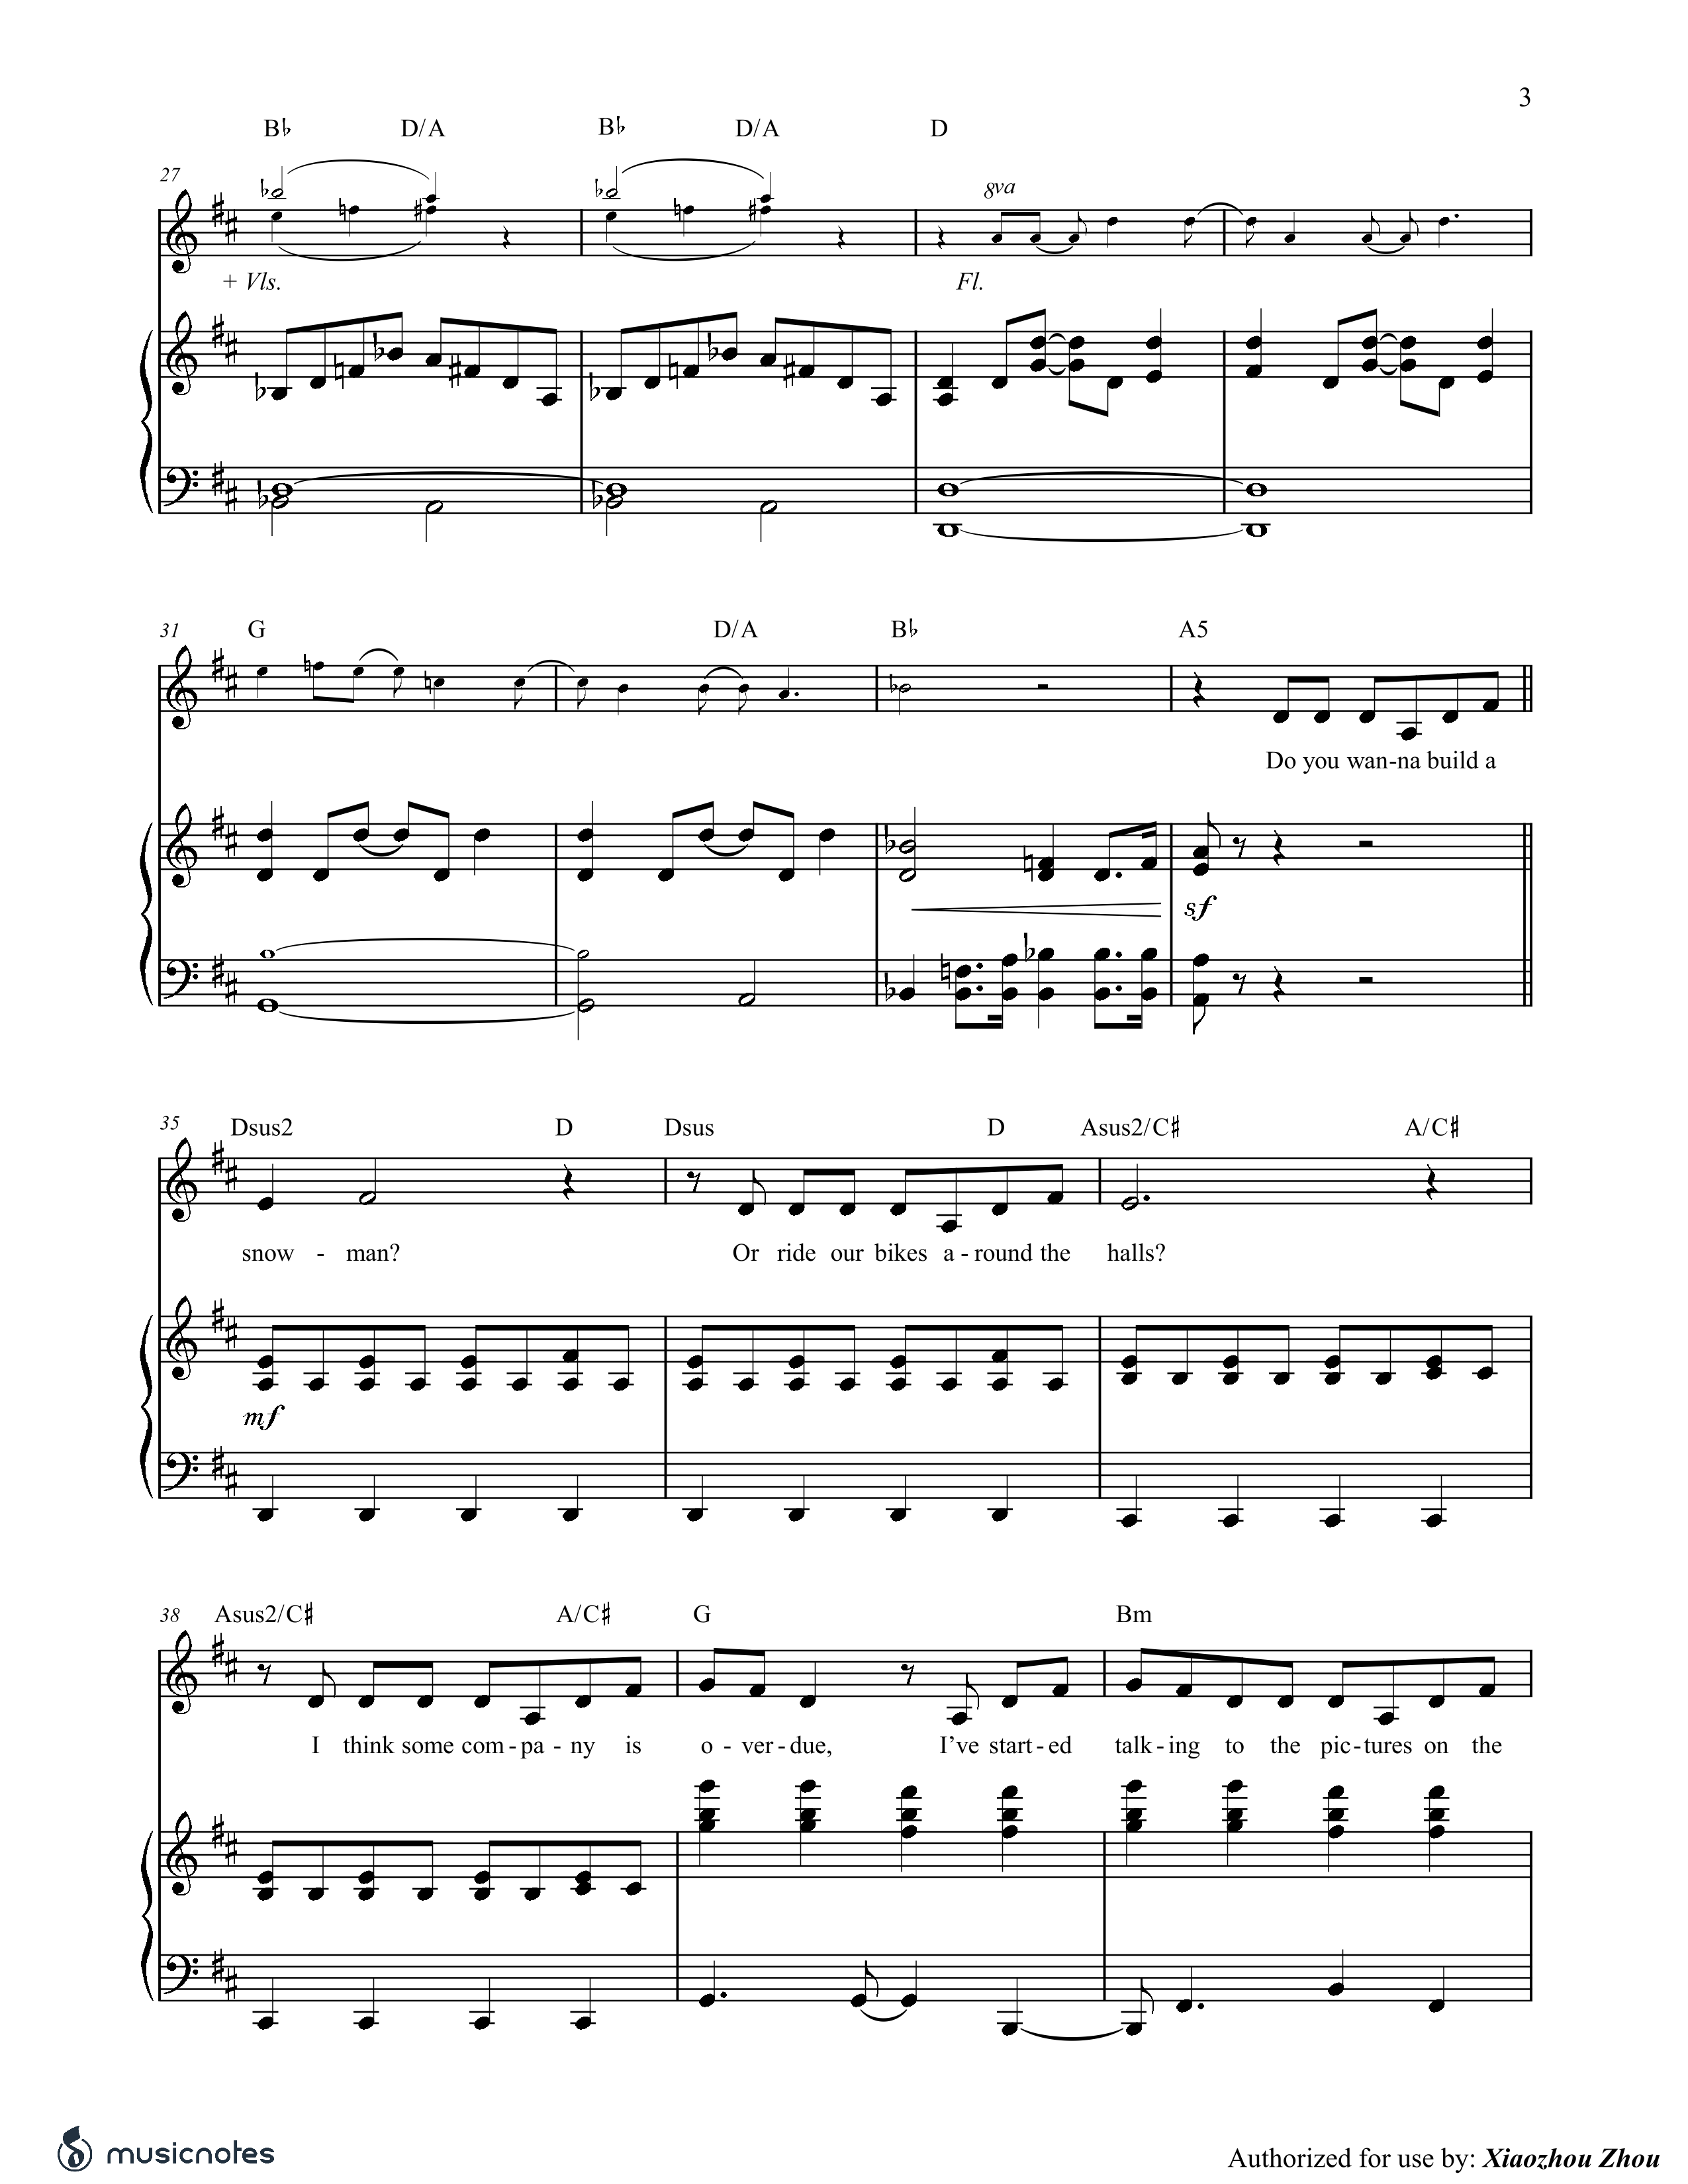 3
B♭ D/A B♭ D/A D
27
8va
+ Vls. Fl.
31 G D/A B♭ A5
Do you wan-na build a
sf
35 Dsus2 D Dsus D Asus2/C♯ A/C♯
snow - man? Or ride our bikes a - round the halls?
mf
38 Asus2/C♯ A/C♯ G Bm
I think some com - pa - ny is o - ver - due, I've start - ed talk - ing to the pic - tures on the
musicnotes
Authorized for use by: Xiaozhou Zhou